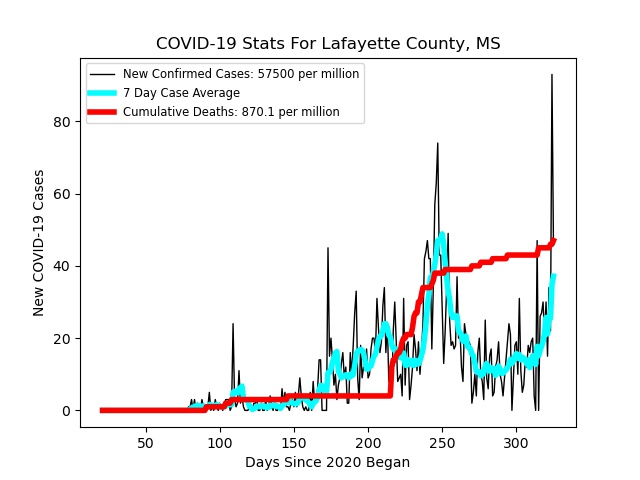 COVID-19 Stats For Lafayette County, MS
New Confirmed Cases: 57500 per million
7 Day Case Average
Cumulative Deaths: 870.1 per million
New COVID-19 Cases
80
60
40
20
0
50 100 150 200 250 300
Days Since 2020 Began